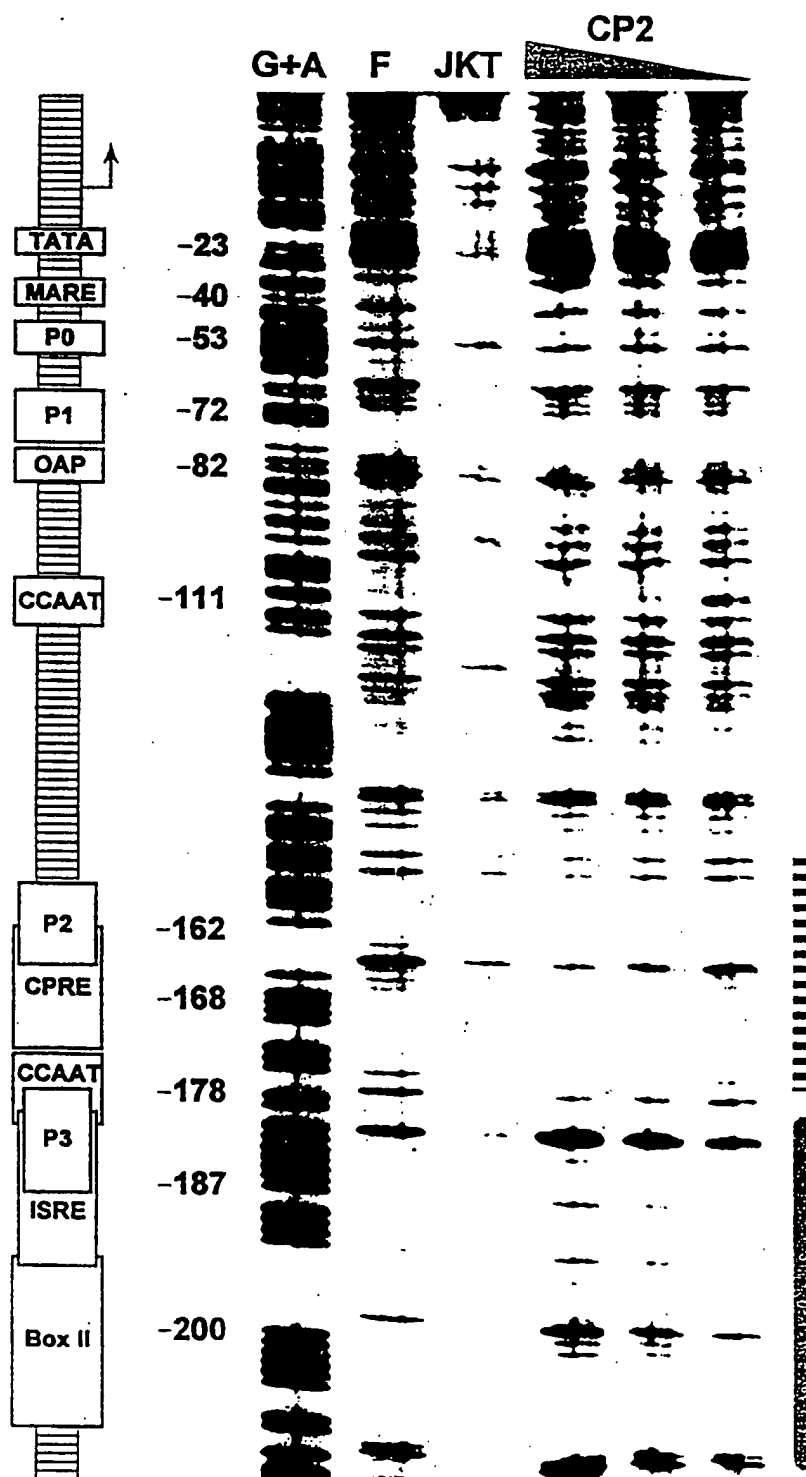 CP2
G+A F JKT
TATA −23
MARE −40
P0 −53
P1 −72
OAP −82
CCAAT −111
P2 −162
CPRE −168
CCAAT −178
P3
−187
ISRE
Box II −200